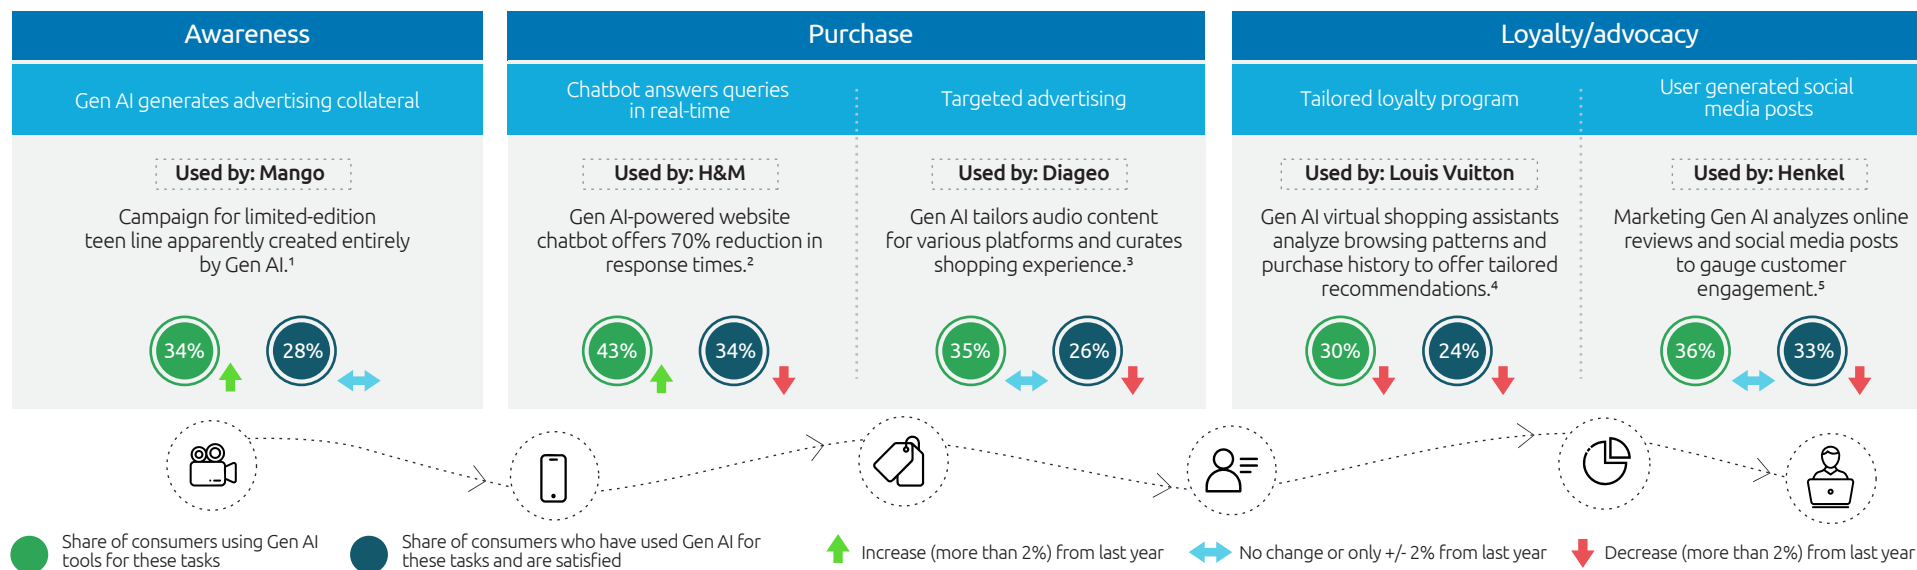 Awareness
Gen AI generates advertising collateral
Used by: Mango
Campaign for limited-edition
teen line apparently created entirely
by Gen AI.¹
34%
28%
Purchase
Chatbot answers queries
in real-time
Used by: H&M
Gen AI-powered website
chatbot offers 70% reduction in
response times.²
43%
34%
Targeted advertising
Used by: Diageo
Gen AI tailors audio content
for various platforms and curates
shopping experience.³
35%
26%
Loyalty/advocacy
Tailored loyalty program
Used by: Louis Vuitton
Gen AI virtual shopping assistants
analyze browsing patterns and
purchase history to offer tailored
recommendations.⁴
30%
24%
User generated social
media posts
Used by: Henkel
Marketing Gen AI analyzes online
reviews and social media posts
to gauge customer
engagement.⁵
36%
33%
Share of consumers using Gen AI
tools for these tasks
Share of consumers who have used Gen AI for
these tasks and are satisfied
Increase (more than 2%) from last year
No change or only +/- 2% from last year
Decrease (more than 2%) from last year